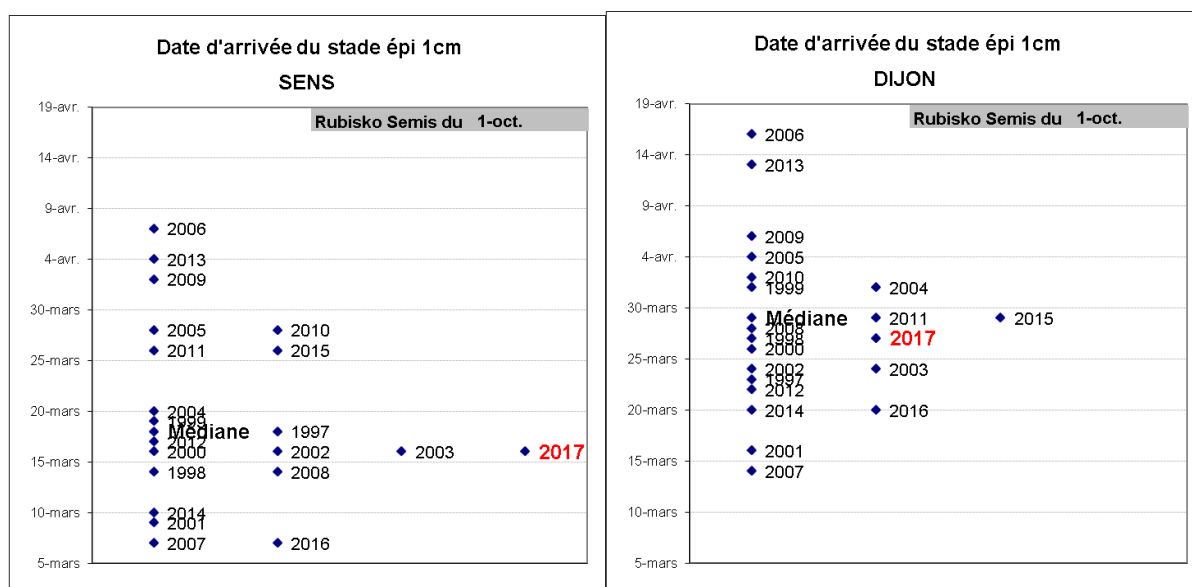 Date d'arrivée du stade épi 1cm
SENS
Rubisko Semis du 1-oct.
19-avr.
14-avr.
9-avr.
2006
4-avr.
2013
2009
30-mars
2005 2010
25-mars
2011 2015
20-mars
2004
1999
Médiane 1997
2012
15-mars
2000 2002 2003 2017
1998 2008
10-mars
2014
2001
5-mars
2007 2016
Date d'arrivée du stade épi 1cm
DIJON
Rubisko Semis du 1-oct.
19-avr.
2006
14-avr.
2013
9-avr.
2009
4-avr.
2005
2010
1999 2004
30-mars
Médiane 2011 2015
2008
1998 2017
2000
25-mars
2002 2003
1997
2012
20-mars
2014 2016
2001
15-mars
2007
10-mars
5-mars